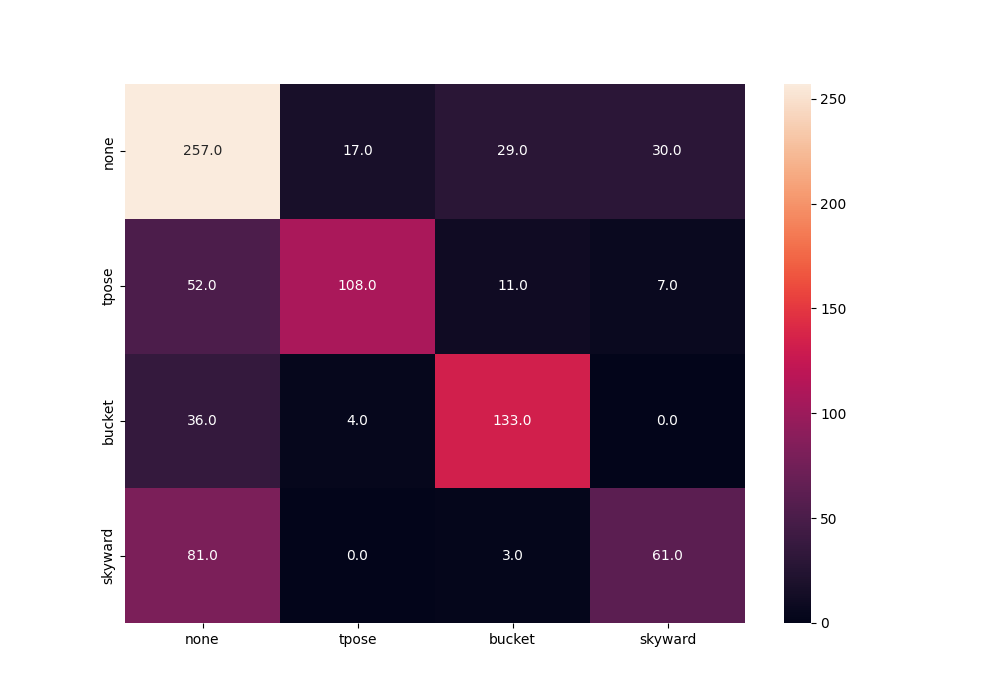 250
none 257.0 17.0 29.0 30.0
200
tpose 52.0 108.0 11.0 7.0
150
100
bucket 36.0 4.0 133.0 0.0
50
skyward 81.0 0.0 3.0 61.0
0
none tpose bucket skyward